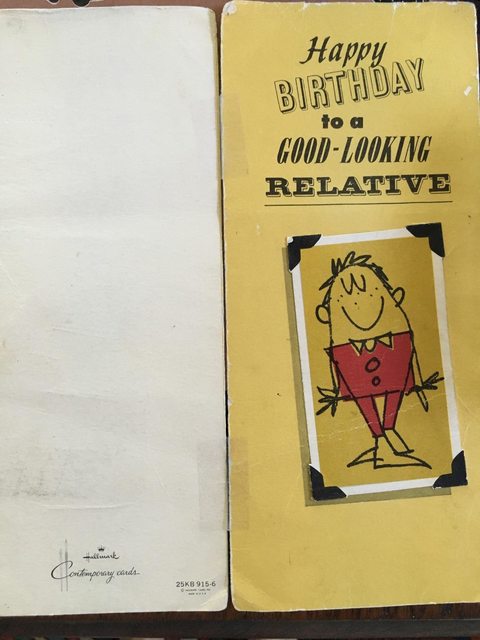 Happy
BIRTHDAY
to a
GOOD-LOOKING
RELATIVE
Hallmark
Contemporary cards
25KB 915-6